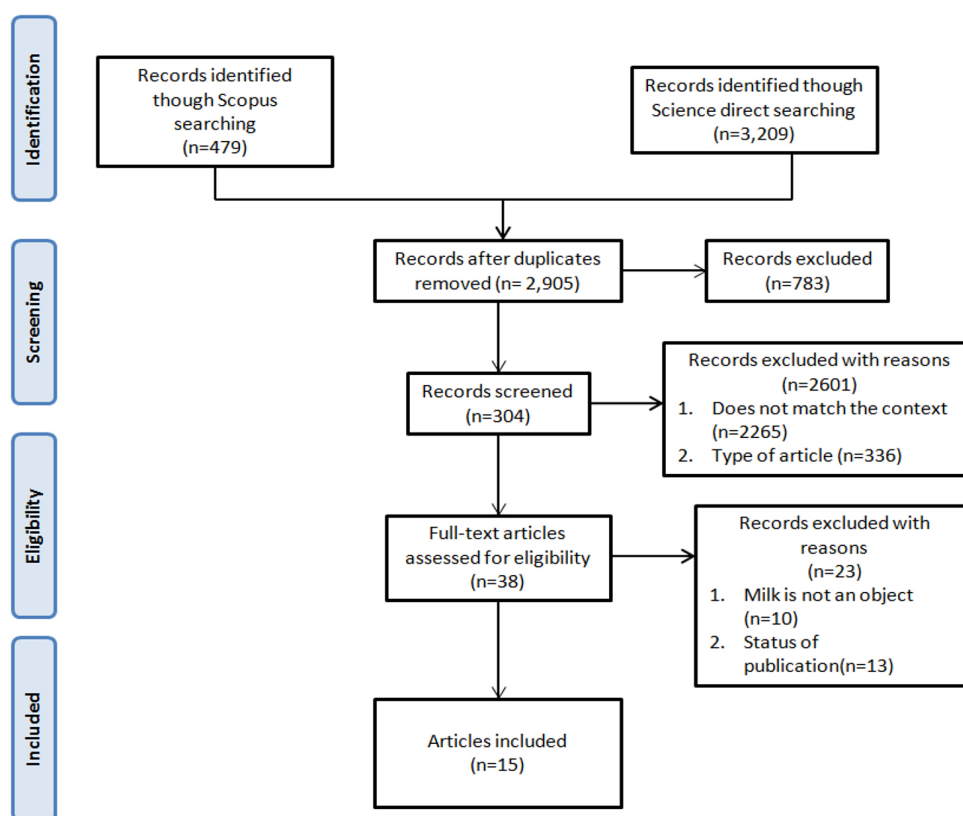 Identification
Records identified
though Scopus
searching
(n=479)
Records identified though
Science direct searching
(n=3,209)
Screening
Records after duplicates
removed (n= 2,905)
Records excluded
(n=783)
Records screened
(n=304)
Records excluded with reasons
(n=2601)
1. Does not match the context
(n=2265)
2. Type of article (n=336)
Eligibility
Full-text articles
assessed for eligibility
(n=38)
Records excluded with
reasons
(n=23)
1. Milk is not an object
(n=10)
2. Status of
publication(n=13)
Included
Articles included
(n=15)